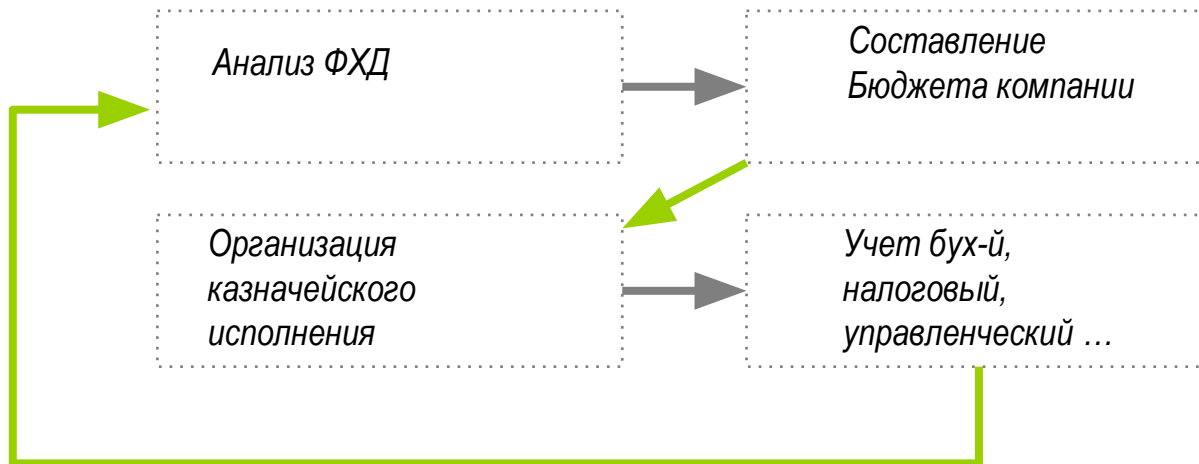 Анализ ФХД
Составление
Бюджета компании
Организация
казначейского
исполнения
Учет бух-й,
налоговый,
управленческий …